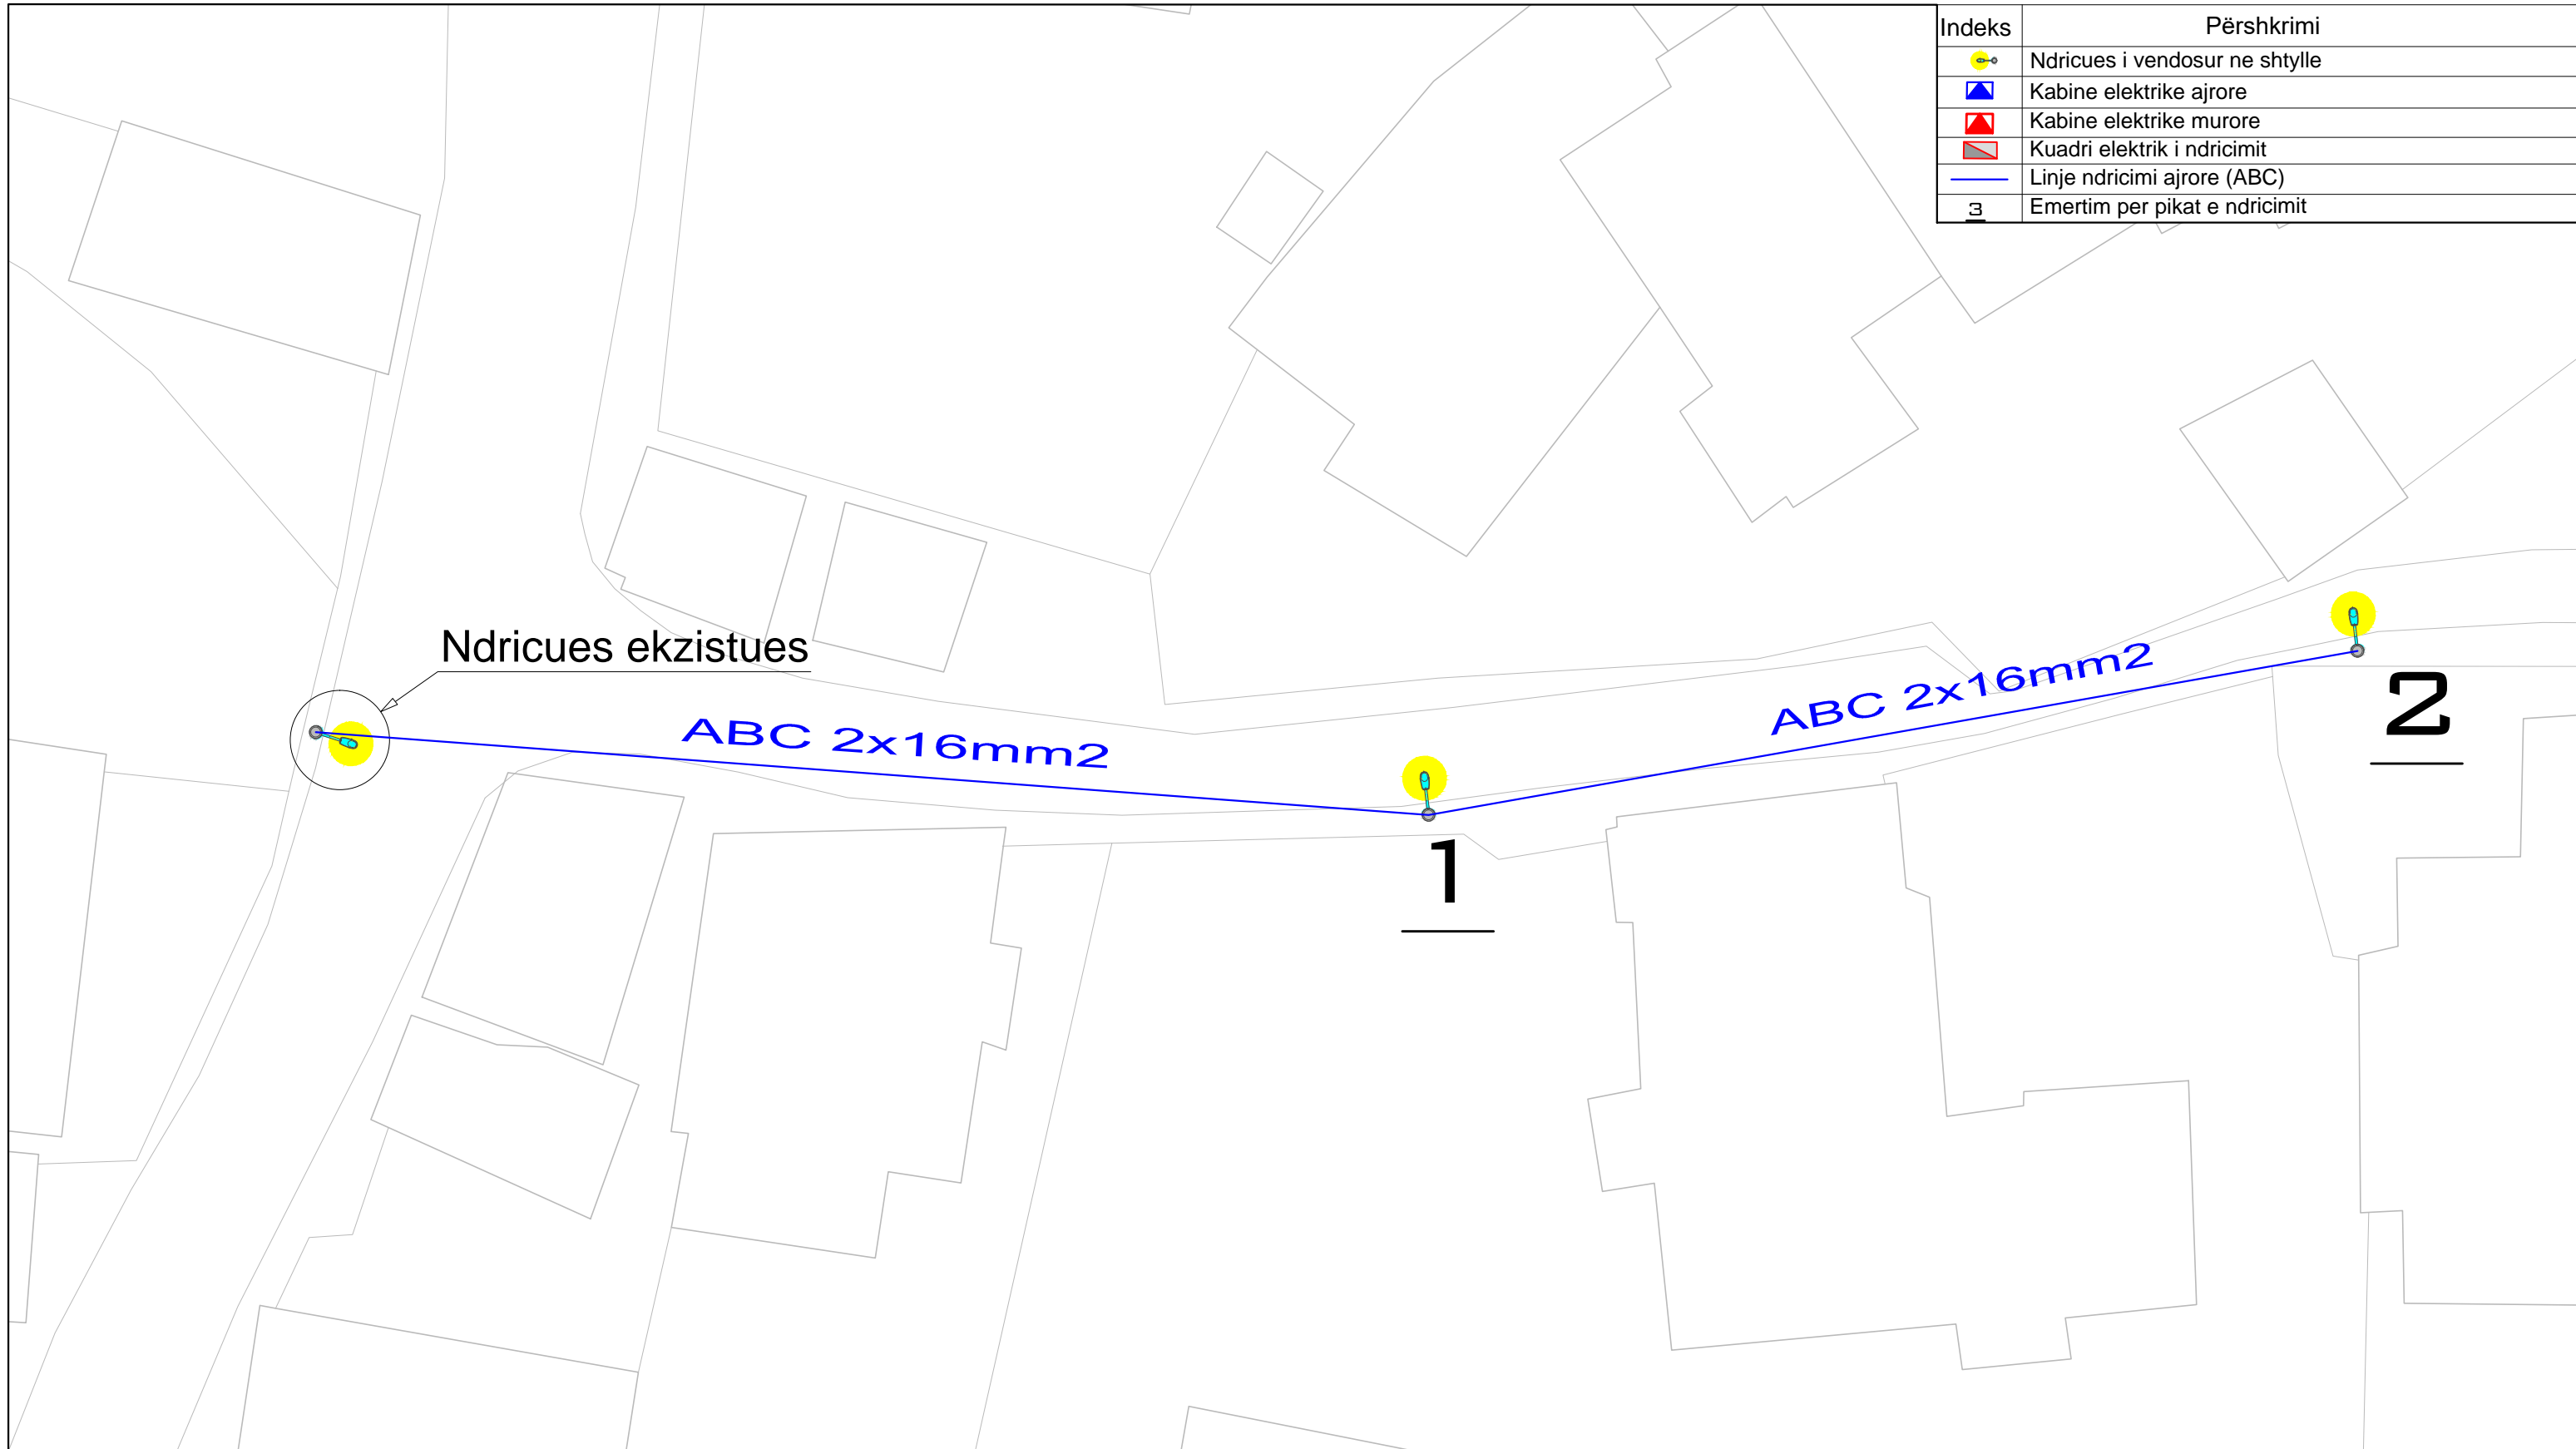 Indeks Përshkrimi
Ndricues i vendosur ne shtylle
Kabine elektrike ajrore
Kabine elektrike murore
Kuadri elektrik i ndricimit
Linje ndricimi ajrore (ABC)
3 Emertim per pikat e ndricimit
Ndricues ekzistues
ABC 2x16mm2
ABC 2x16mm2
2
1